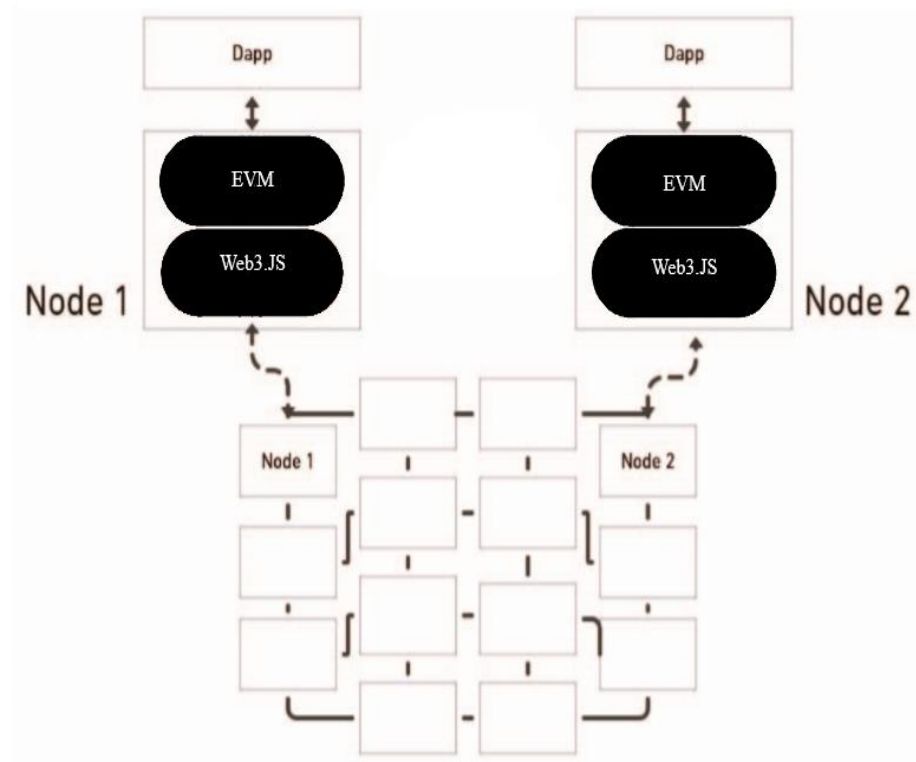 Dapp
Dapp
EVM
EVM
Web3.JS
Web3.JS
Node 1
Node 2
Node 1
Node 2